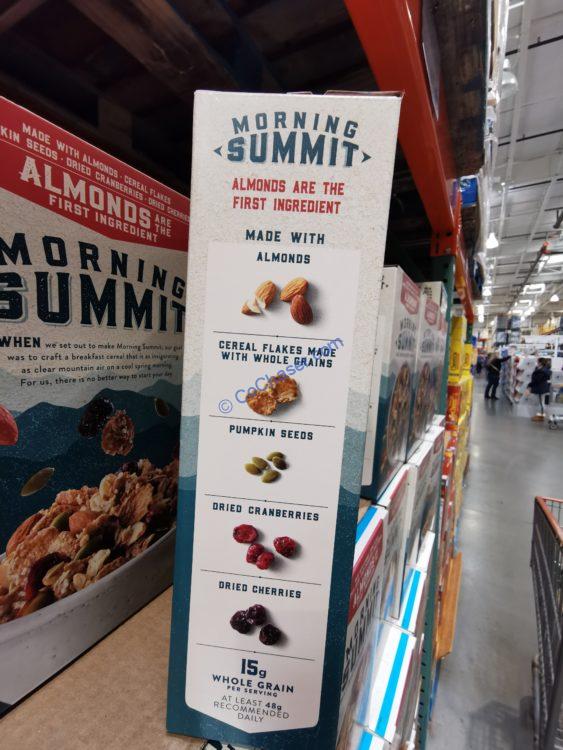 MORNING
SUMMIT
ALMONDS ARE THE
FIRST INGREDIENT
MADE WITH
ALMONDS
CEREAL FLAKES MADE
WITH WHOLE GRAINS
© CoChaser.com
PUMPKIN SEEDS
DRIED CRANBERRIES
DRIED CHERRIES
15g
WHOLE GRAIN
PER SERVING
AT LEAST 48g
RECOMMENDED
DAILY
MADE WITH ALMONDS · CEREAL FLAKES
KIN SEEDS · DRIED CRANBERRIES · DRIED CHERRIES
ALMONDS ARE THE
FIRST INGREDIENT
MORNING
SUMMIT
WHEN we set out to make Morning Summit, our goal
was to craft a breakfast cereal that is as invigorating
as clear mountain air on a cool spring morning.
For us, there is no better way to start your day.
MORNING
SUMMIT
SUMMIT